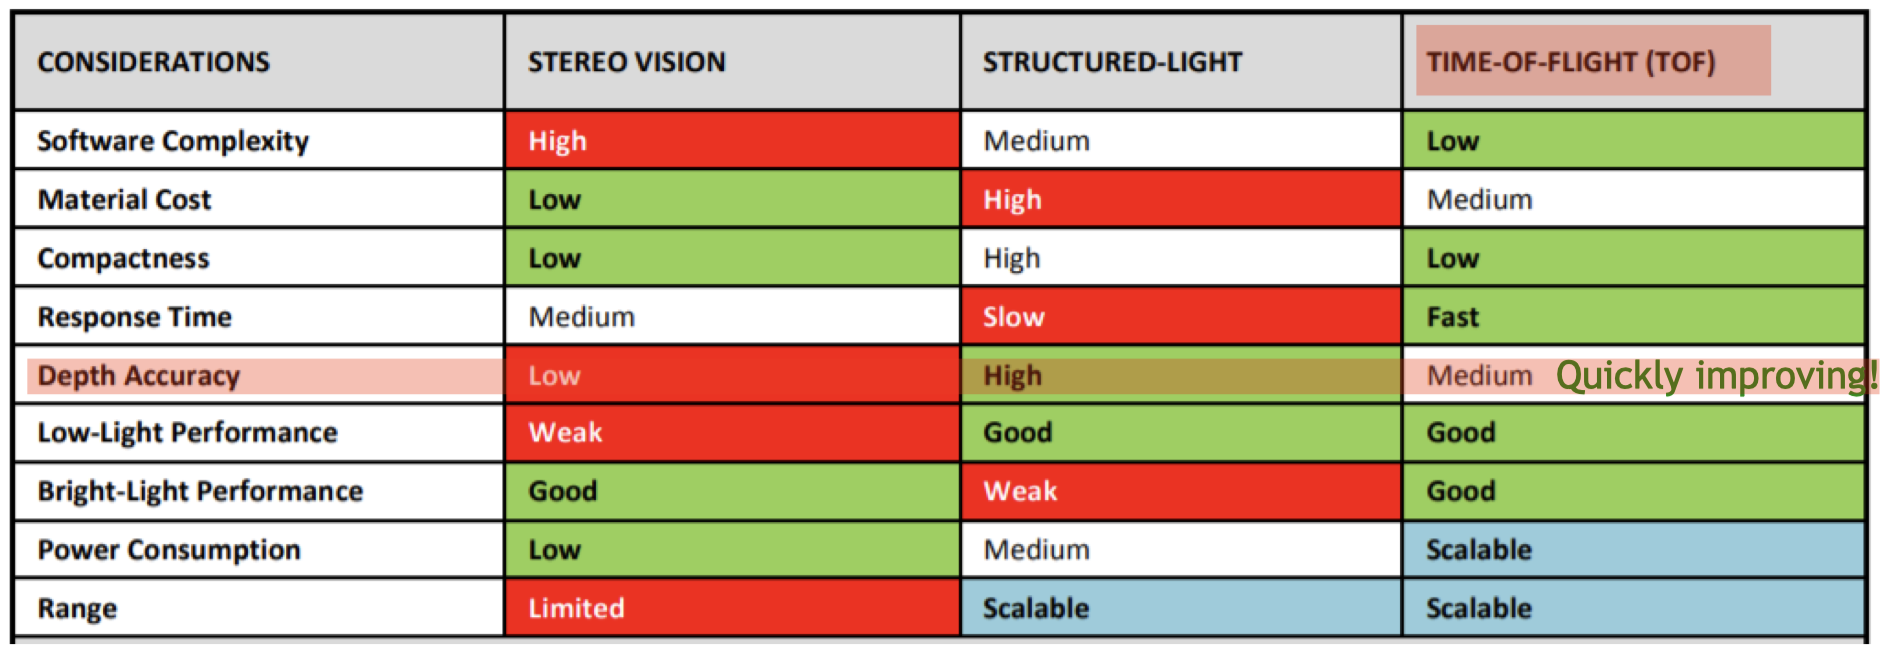 CONSIDERATIONS STEREO VISION STRUCTURED-LIGHT TIME-OF-FLIGHT (TOF)
Software Complexity High Medium Low
Material Cost Low High Medium
Compactness Low High Low
Response Time Medium Slow Fast
Depth Accuracy Low High Medium Quickly improving!
Low-Light Performance Weak Good Good
Bright-Light Performance Good Weak Good
Power Consumption Low Medium Scalable
Range Limited Scalable Scalable